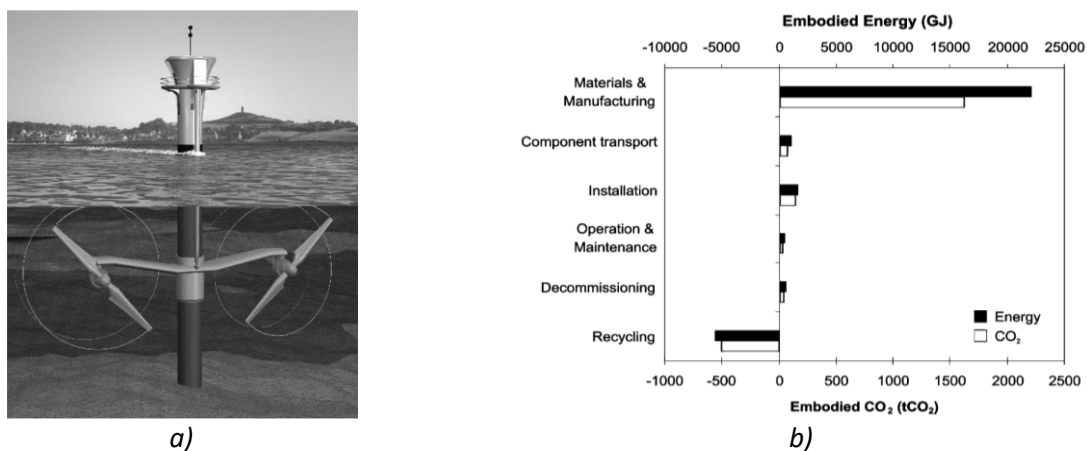 Embodied Energy (GJ)
-10000 -5000 0 5000 10000 15000 20000 25000
Materials &
Manufacturing
Component transport
Installation
Operation &
Maintenance
Decommissioning
Recycling
Energy
CO₂
-1000 -500 0 500 1000 1500 2000 2500
Embodied CO₂ (tCO₂)
a) b)